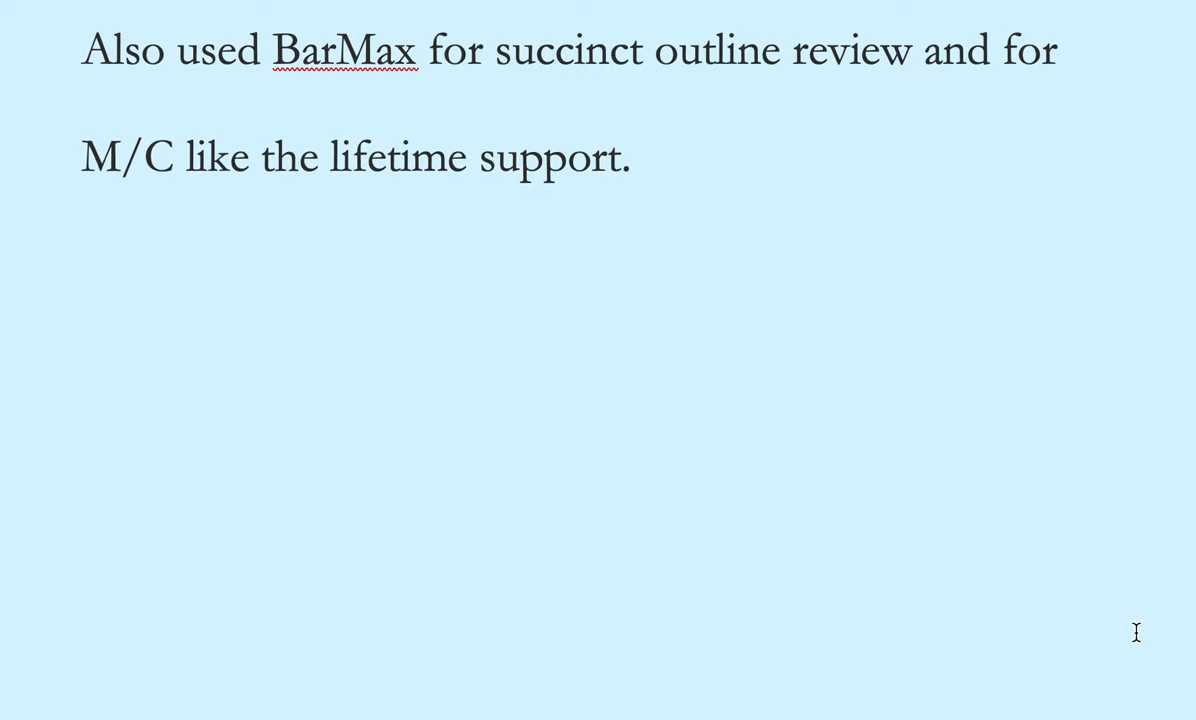 Also used BarMax for succinct outline review and for
M/C like the lifetime support.